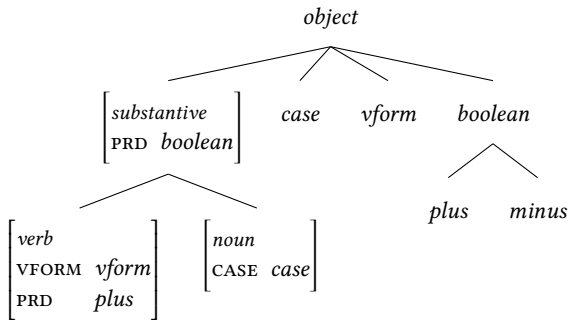 object
substantive case vform boolean
PRD boolean
plus minus
verb noun
VFORM vform CASE case
PRD plus